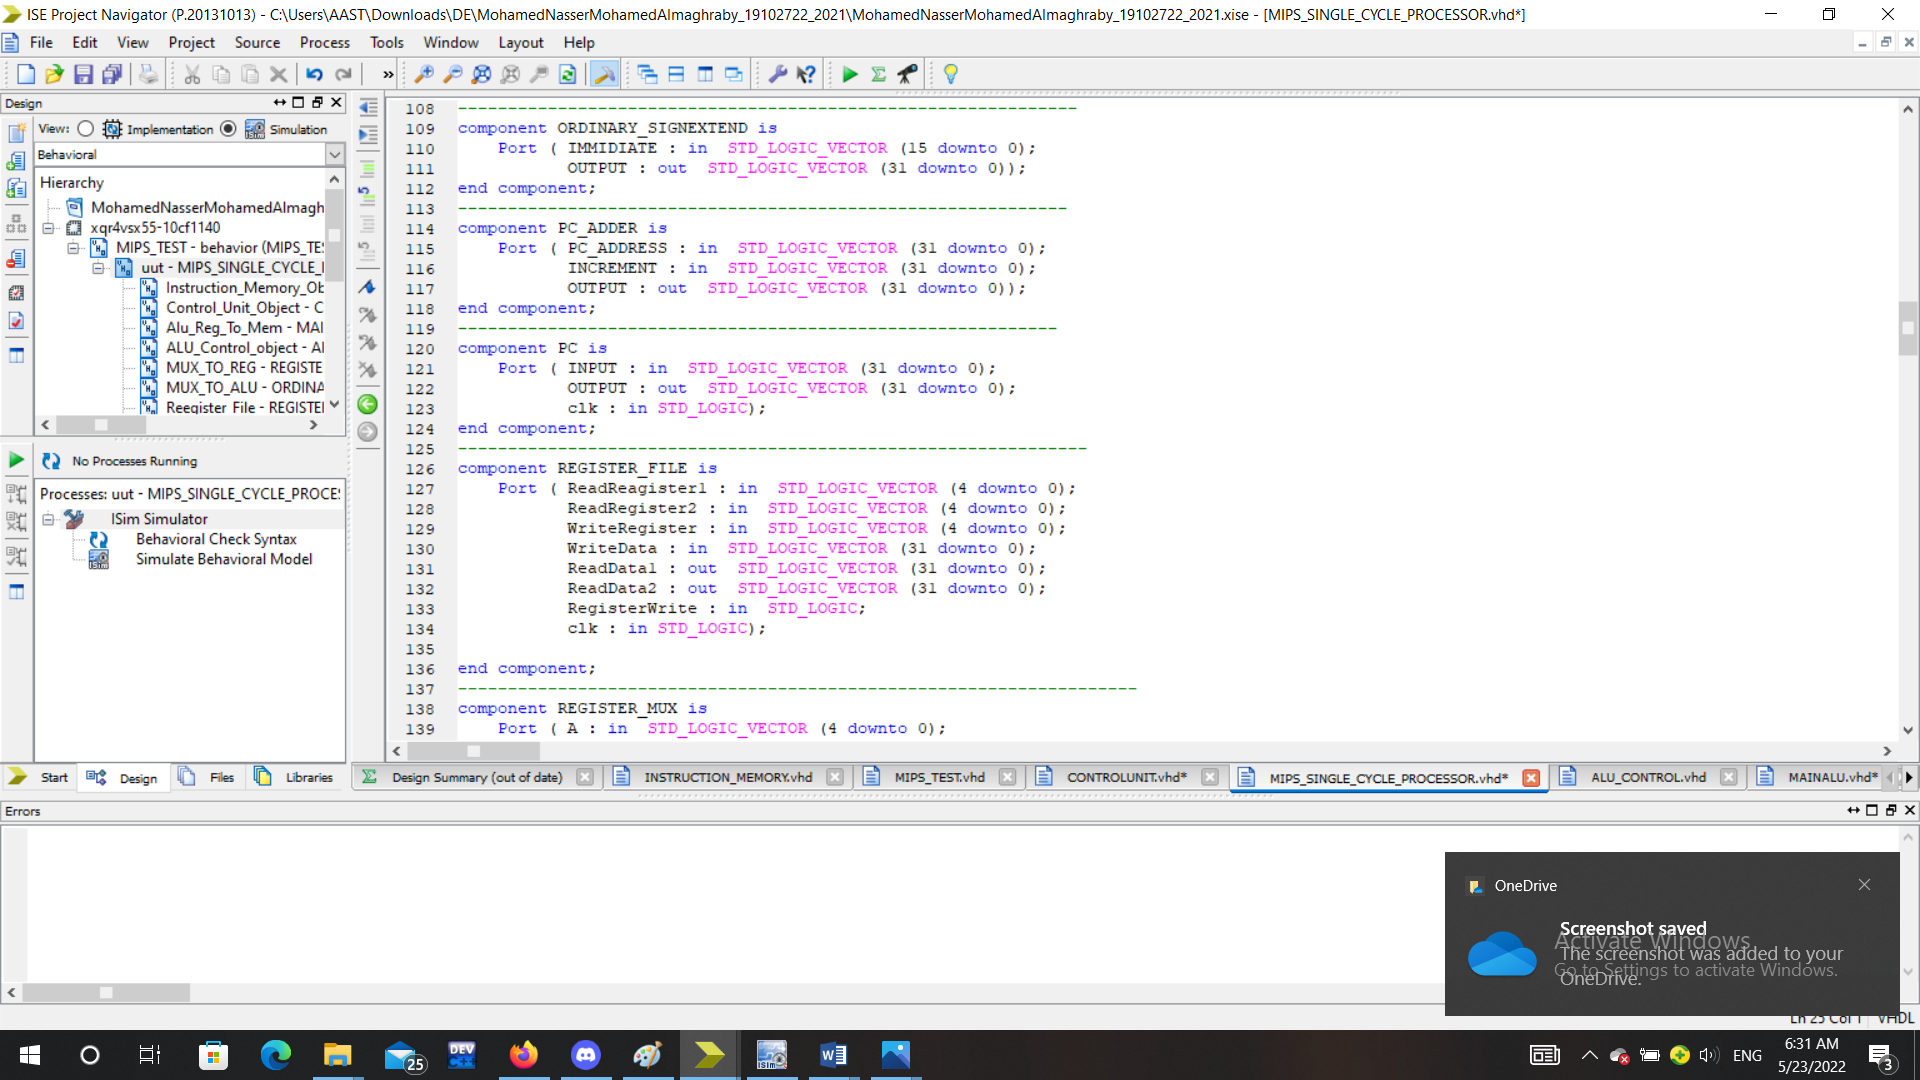 ISE Project Navigator (P.20131013) - C:\Users\AAST\Downloads\DE\MohamedNasserMohamedAlmaghraby_19102722_2021\MohamedNasserMohamedAlmaghraby_19102722_2021.xise - [MIPS_SINGLE_CYCLE_PROCESSOR.vhd*]
File Edit View Project Source Process Tools Window Layout Help
Design
View: Implementation Simulation
Behavioral
Hierarchy
MohamedNasserMohamedAlmagh
xqr4vsx55-10cf1140
MIPS_TEST - behavior (MIPS_TE
uut - MIPS_SINGLE_CYCLE_
Instruction_Memory_Ob
Control_Unit_Object - C
Alu_Reg_To_Mem - MAI
ALU_Control_object - Al
MUX_TO_REG - REGISTE
MUX_TO_ALU - ORDINA
Reegister File - REGISTEI
No Processes Running
Processes: uut - MIPS_SINGLE_CYCLE_PROCE
ISim Simulator
Behavioral Check Syntax
Simulate Behavioral Model
108 --------------------------------------------------------------
109 component ORDINARY_SIGNEXTEND is
110 Port ( IMMIDIATE : in STD_LOGIC_VECTOR (15 downto 0);
111 OUTPUT : out STD_LOGIC_VECTOR (31 downto 0));
112 end component;
113 -------------------------------------------------------------
114 component PC_ADDER is
115 Port ( PC_ADDRESS : in STD_LOGIC_VECTOR (31 downto 0);
116 INCREMENT : in STD_LOGIC_VECTOR (31 downto 0);
117 OUTPUT : out STD_LOGIC_VECTOR (31 downto 0));
118 end component;
119 ------------------------------------------------------------
120 component PC is
121 Port ( INPUT : in STD_LOGIC_VECTOR (31 downto 0);
122 OUTPUT : out STD_LOGIC_VECTOR (31 downto 0);
123 clk : in STD_LOGIC);
124 end component;
125 ---------------------------------------------------------------
126 component REGISTER_FILE is
127 Port ( ReadReagister1 : in STD_LOGIC_VECTOR (4 downto 0);
128 ReadRegister2 : in STD_LOGIC_VECTOR (4 downto 0);
129 WriteRegister : in STD_LOGIC_VECTOR (4 downto 0);
130 WriteData : in STD_LOGIC_VECTOR (31 downto 0);
131 ReadData1 : out STD_LOGIC_VECTOR (31 downto 0);
132 ReadData2 : out STD_LOGIC_VECTOR (31 downto 0);
133 RegisterWrite : in STD_LOGIC;
134 clk : in STD_LOGIC);
135
136 end component;
137 --------------------------------------------------------------------
138 component REGISTER_MUX is
139 Port ( A : in STD_LOGIC_VECTOR (4 downto 0);
Start Design Files Libraries
Design Summary (out of date) INSTRUCTION_MEMORY.vhd MIPS_TEST.vhd CONTROLUNIT.vhd* MIPS_SINGLE_CYCLE_PROCESSOR.vhd* ALU_CONTROL.vhd MAINALU.vhd*
Errors
OneDrive
Screenshot saved
The screenshot was added to your
OneDrive.
Activate Windows
Go to Settings to activate Windows.
Ln 25 Col 1 VHDL
25
DEV C++
ISim
ENG
6:31 AM
5/23/2022
3